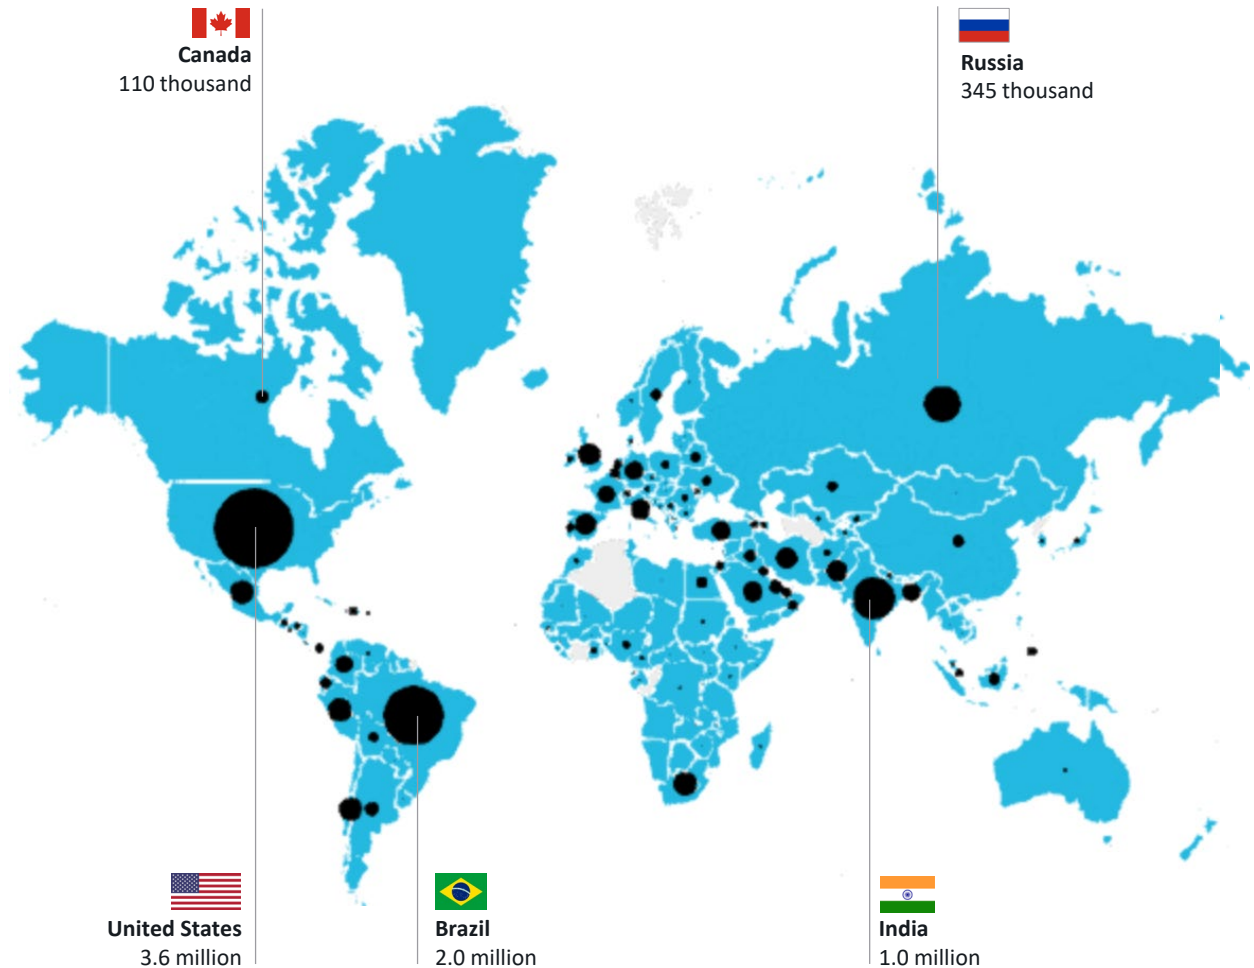 Canada
110 thousand
Russia
345 thousand
United States
3.6 million
Brazil
2.0 million
India
1.0 million